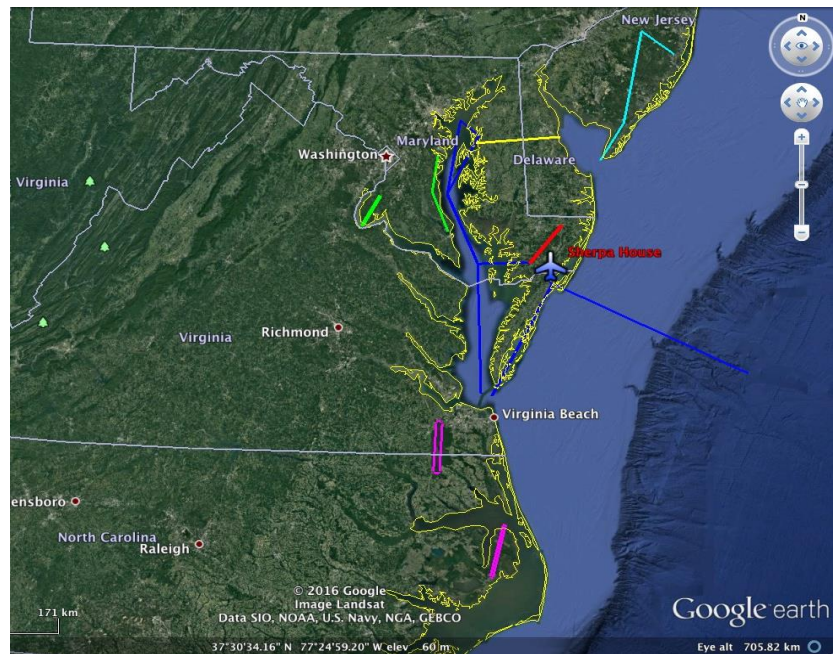 New Jersey
N
Maryland
Washington
Delaware
Virginia
Sherpa House
Richmond
Virginia
Virginia Beach
ensboro
North Carolina
Raleigh
© 2016 Google
Image Landsat
Data SIO, NOAA, U.S. Navy, NGA, GEBCO
171 km
Google earth
37°30'34.16" N 77°24'59.20" W elev 60 m
Eye alt 705.82 km